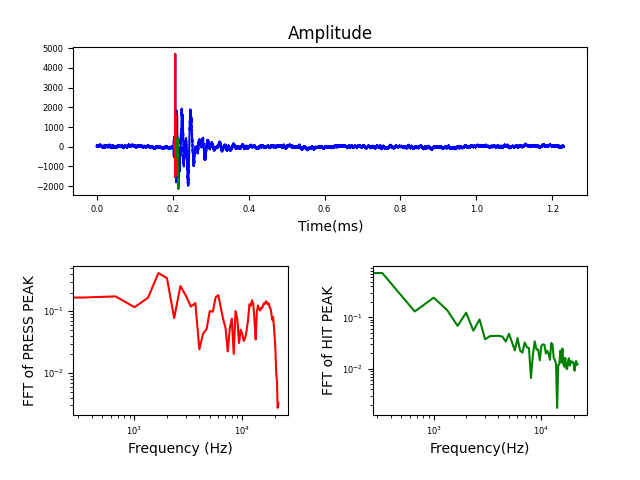 Amplitude
5000
4000
3000
2000
1000
0
−1000
−2000
0.0 0.2 0.4 0.6 0.8 1.0 1.2
Time(ms)
FFT of PRESS PEAK
10⁻¹
10⁻²
10³ 10⁴
Frequency (Hz)
FFT of HIT PEAK
10⁻¹
10⁻²
10³ 10⁴
Frequency(Hz)